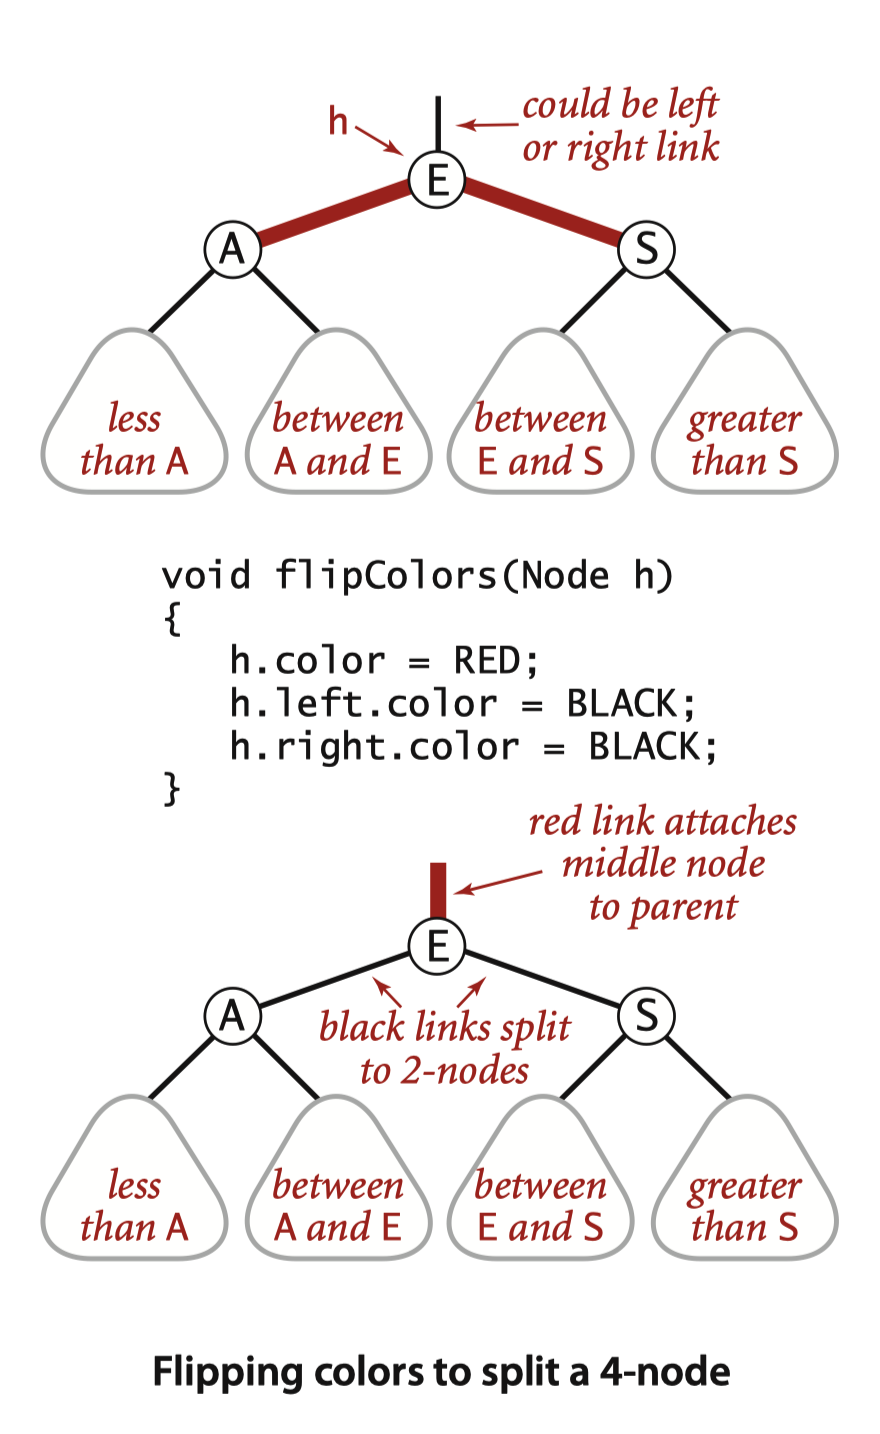 could be left
h
or right link
E
A
S
less
than A
between
A and E
between
E and S
greater
than S
void flipColors(Node h)
{
   h.color = RED;
   h.left.color = BLACK;
   h.right.color = BLACK;
}
red link attaches
middle node
to parent
E
A
S
black links split
to 2-nodes
less
than A
between
A and E
between
E and S
greater
than S
Flipping colors to split a 4-node